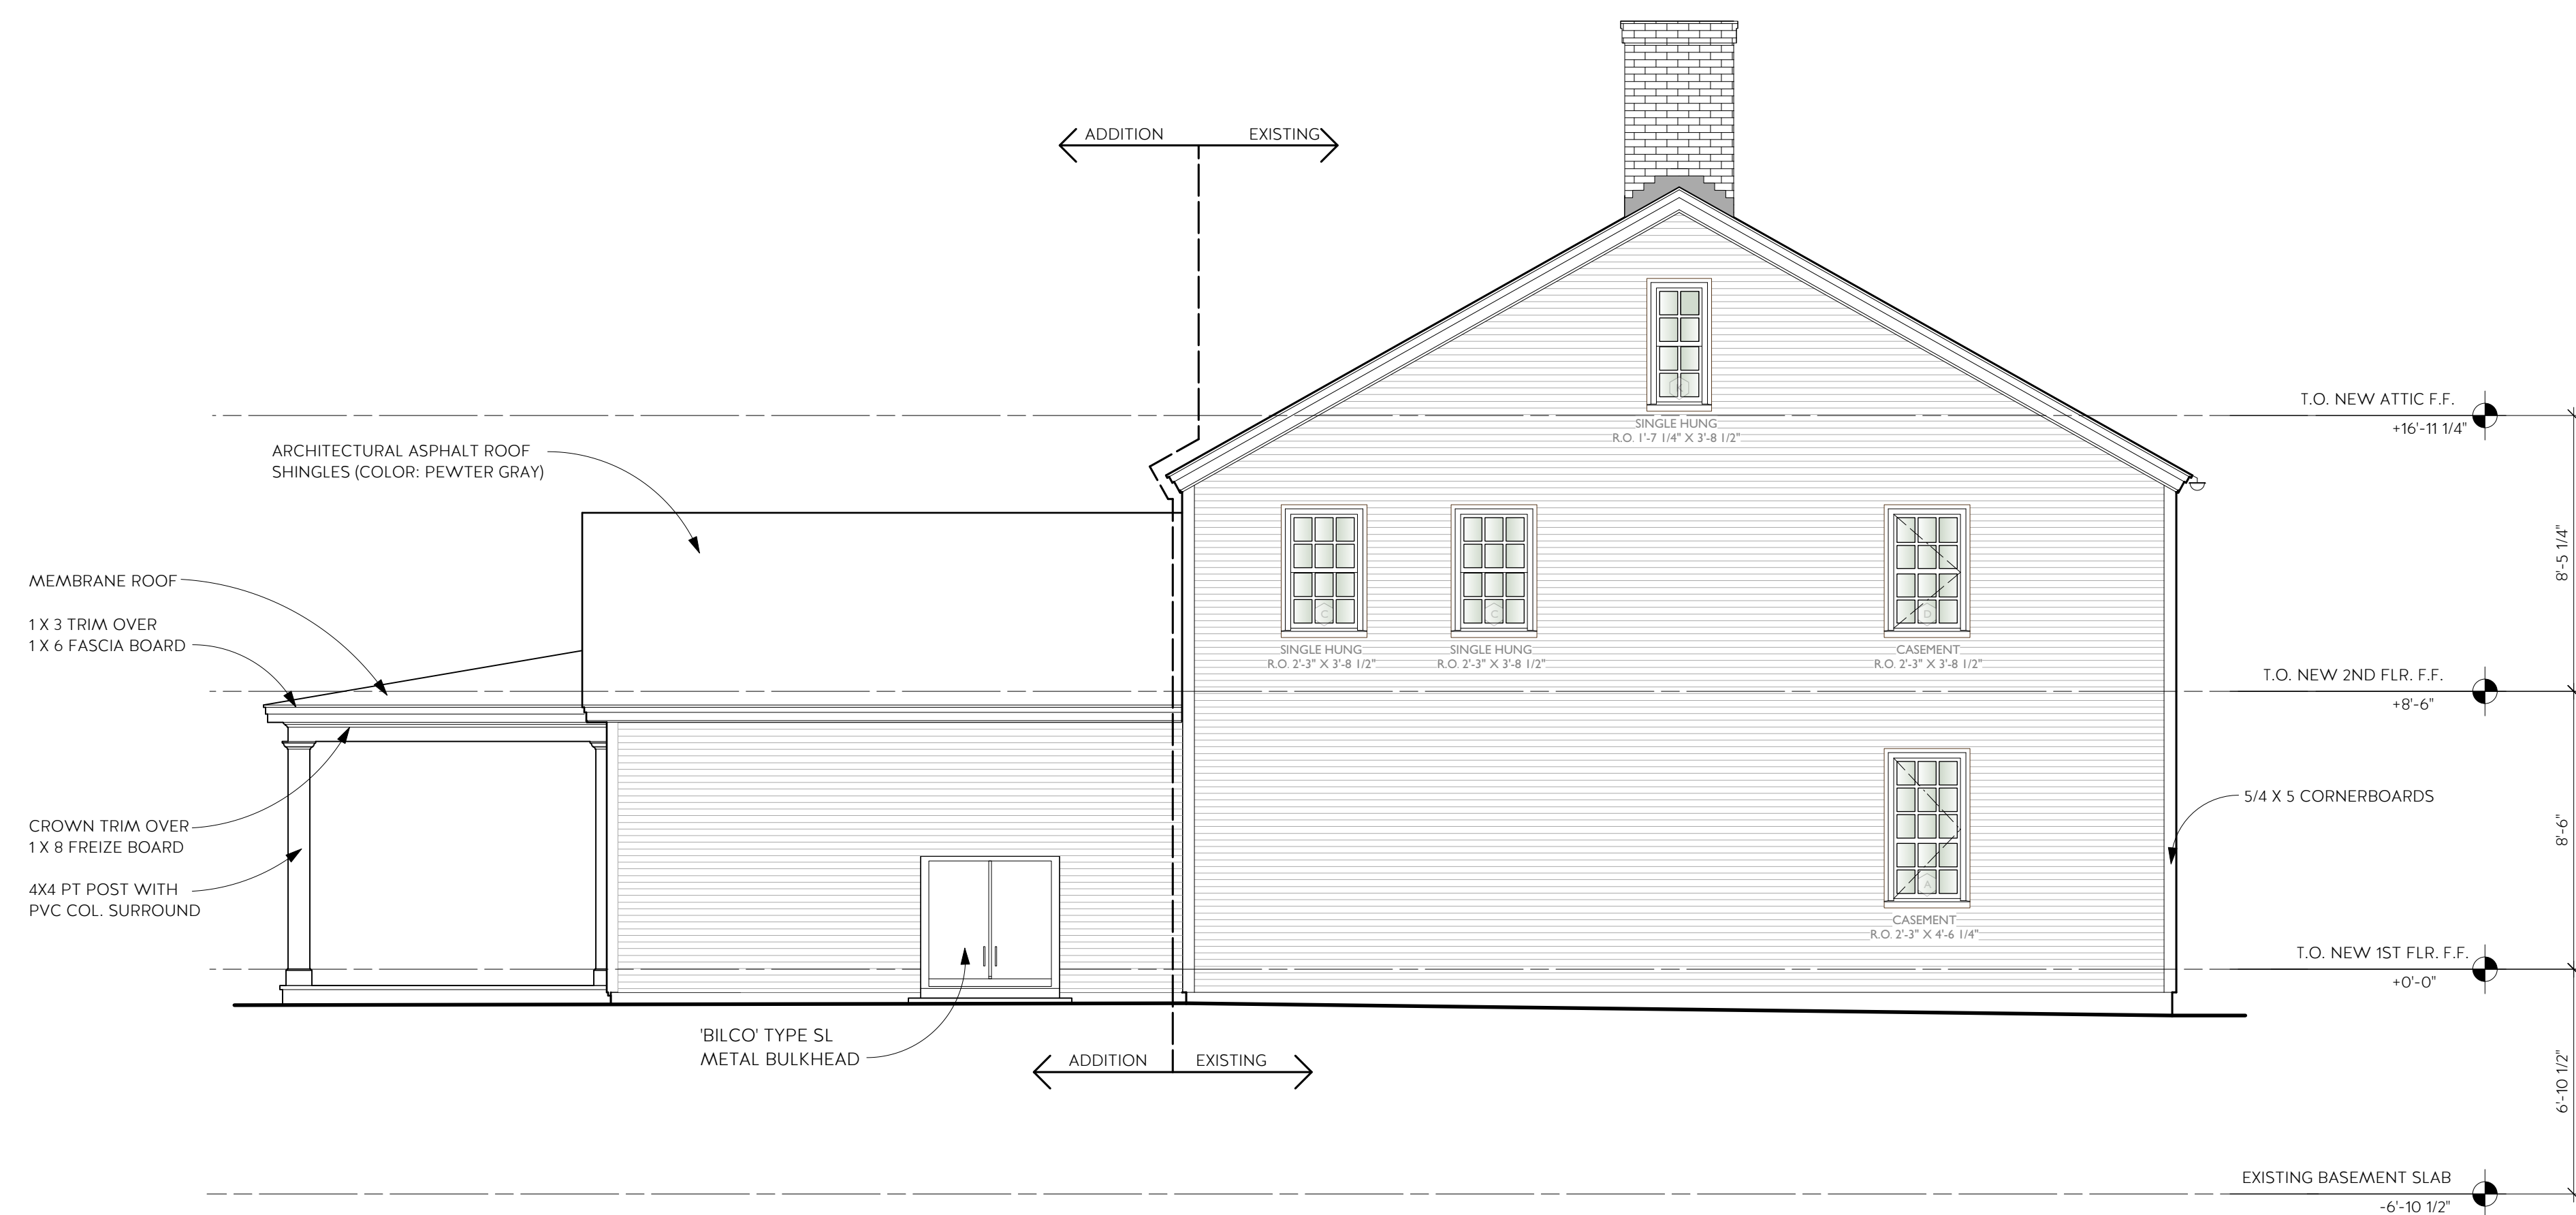 ADDITION
EXISTING
T.O. NEW ATTIC F.F.
+16'-11 1/4"
K
SINGLE HUNG
R.O. 1'-7 1/4" X 3'-8 1/2"
ARCHITECTURAL ASPHALT ROOF
SHINGLES (COLOR: PEWTER GRAY)
8'-5 1/4"
MEMBRANE ROOF
1 X 3 TRIM OVER
1 X 6 FASCIA BOARD
C
SINGLE HUNG
R.O. 2'-3" X 3'-8 1/2"
C
SINGLE HUNG
R.O. 2'-3" X 3'-8 1/2"
D
CASEMENT
R.O. 2'-3" X 3'-8 1/2"
T.O. NEW 2ND FLR. F.F.
+8'-6"
CROWN TRIM OVER
1 X 8 FREIZE BOARD
4X4 PT POST WITH
PVC COL. SURROUND
A
CASEMENT
R.O. 2'-3" X 4'-6 1/4"
5/4 X 5 CORNERBOARDS
8'-6"
T.O. NEW 1ST FLR. F.F.
+0'-0"
'BILCO' TYPE SL
METAL BULKHEAD
ADDITION
EXISTING
6'-10 1/2"
EXISTING BASEMENT SLAB
-6'-10 1/2"